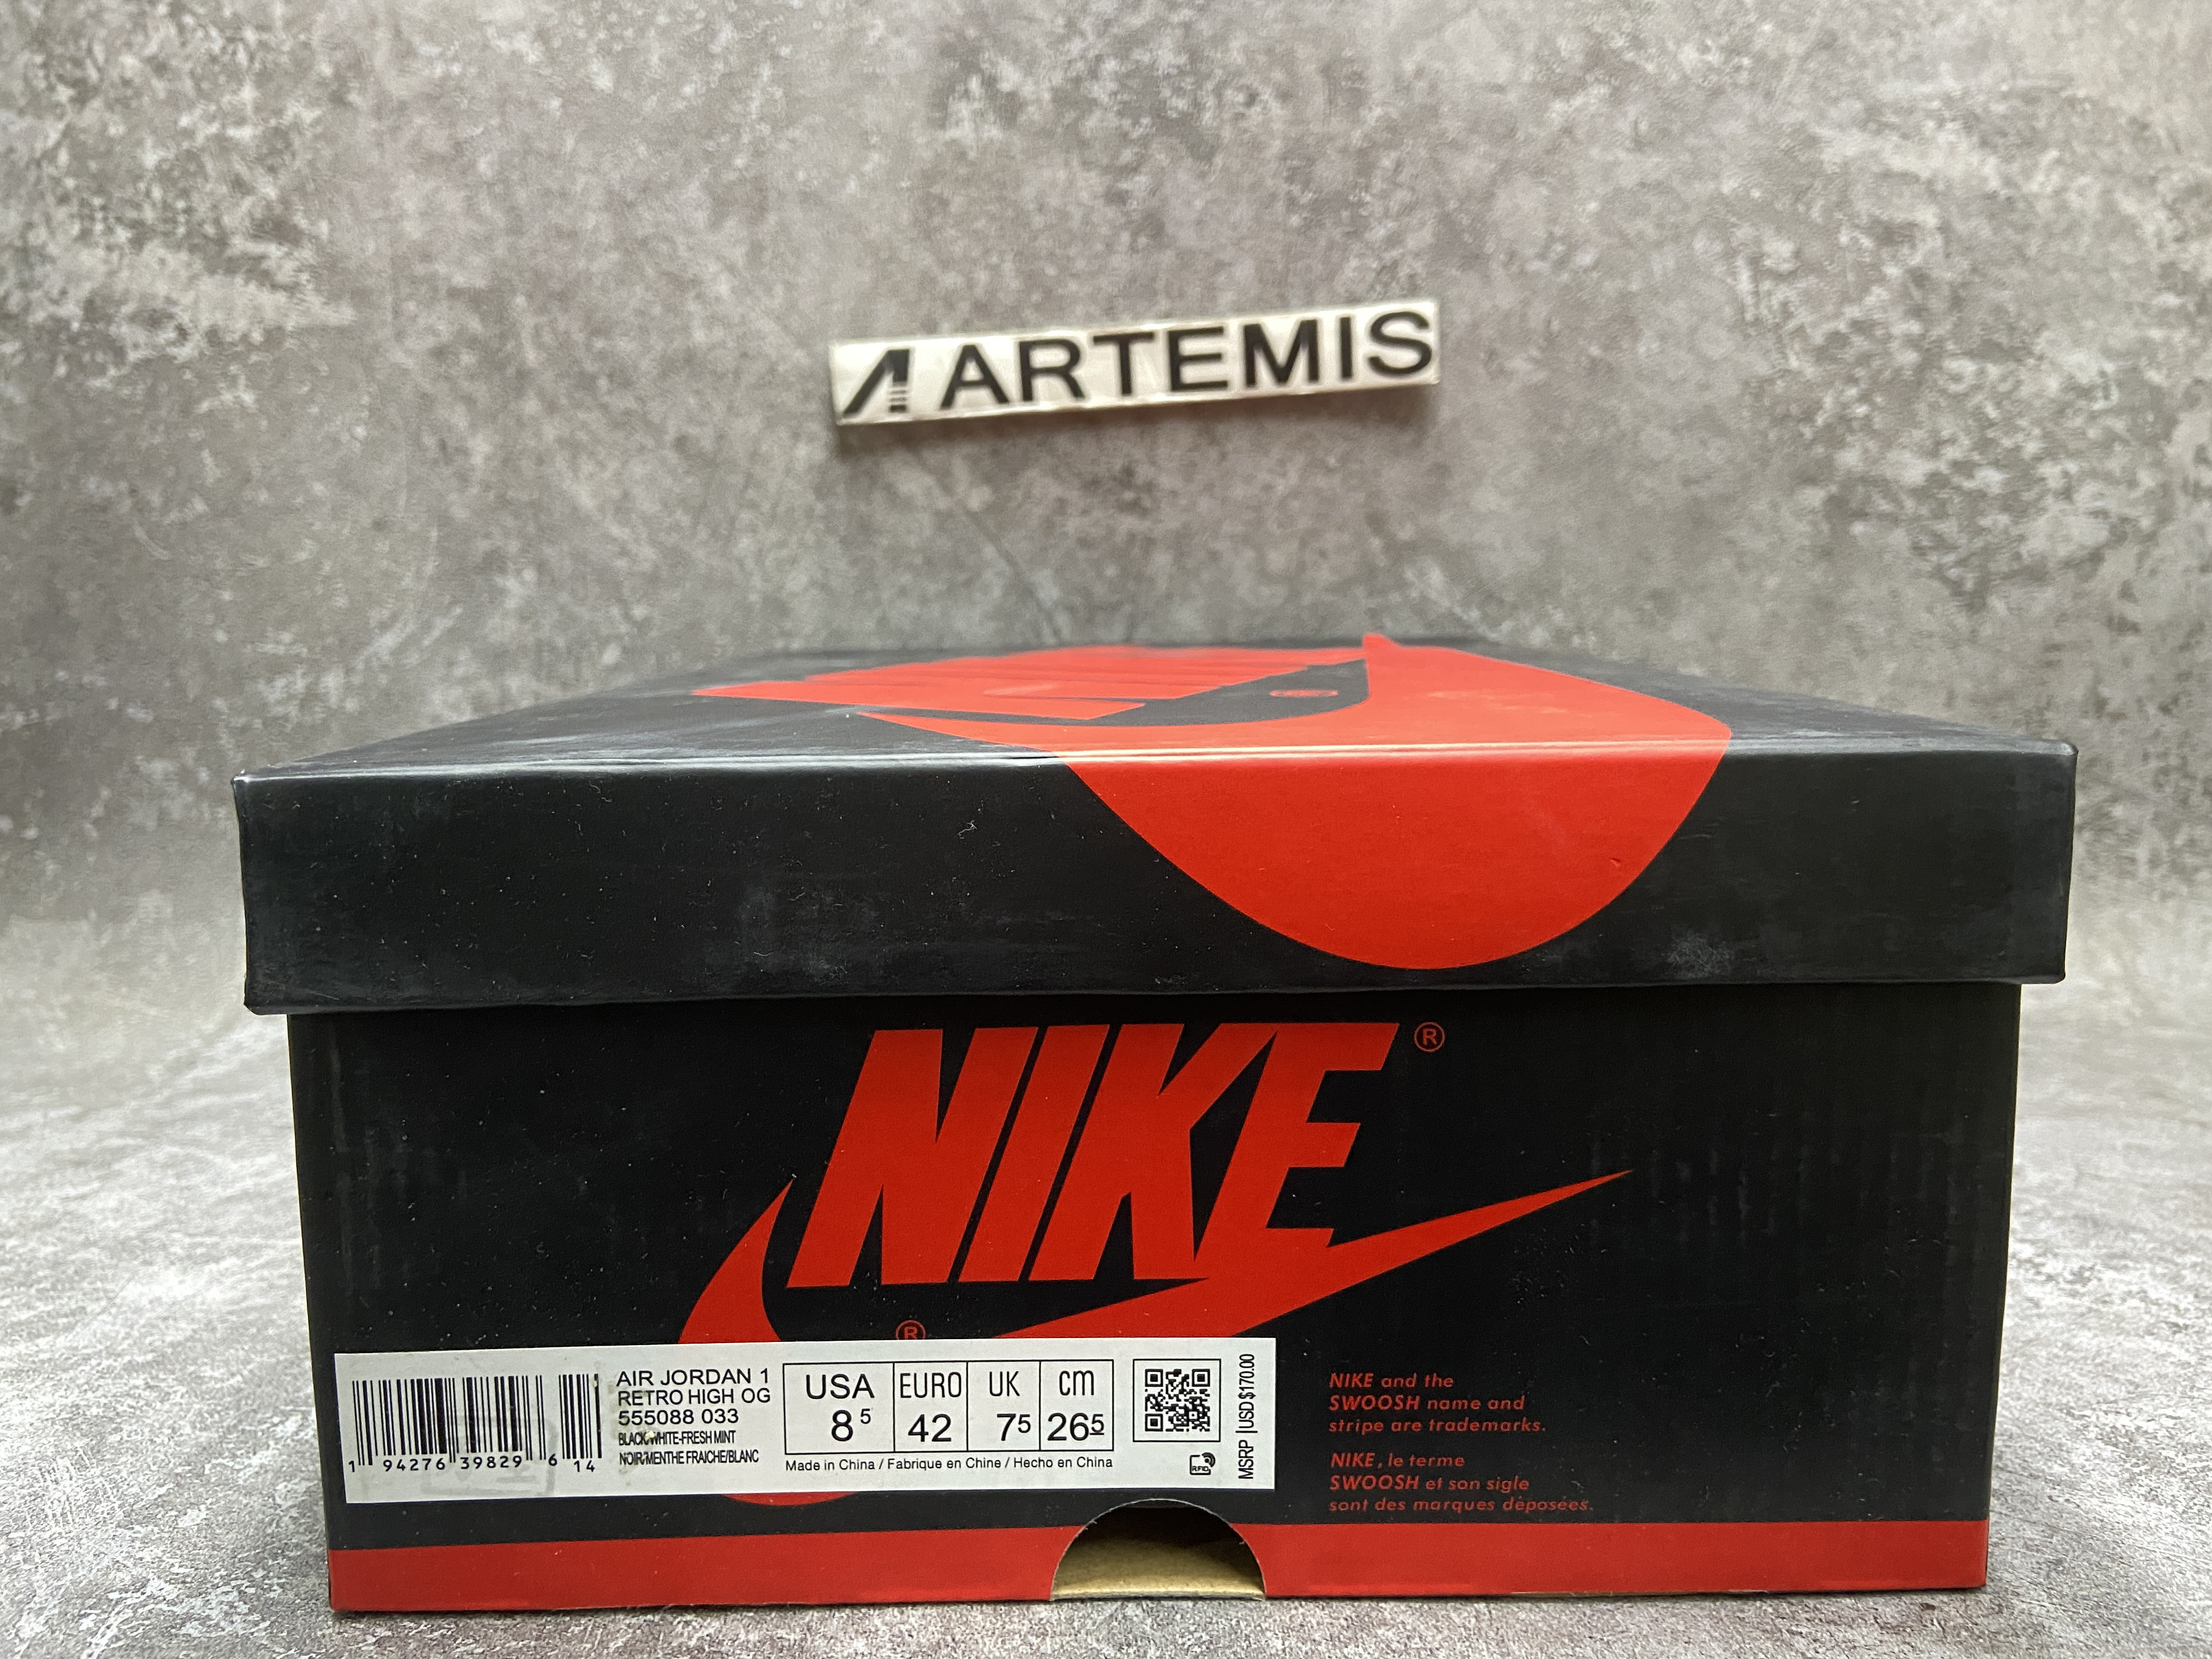 ARTEMIS
NIKE®
®
AIR JORDAN 1
RETRO HIGH OG
555088 033
BLACK/WHITE-FRESH MINT
NOIR/MENTHE FRAICHE/BLANC
1 94276 39829 6 14
USA EURO UK cm
8 5 42 7 5 26 5
Made in China / Fabrique en Chine / Hecho en China
RFID
MSRP | USD $170.00
NIKE and the
SWOOSH name and
stripe are trademarks.
NIKE, le terme
SWOOSH et son sigle
sont des marques déposées.